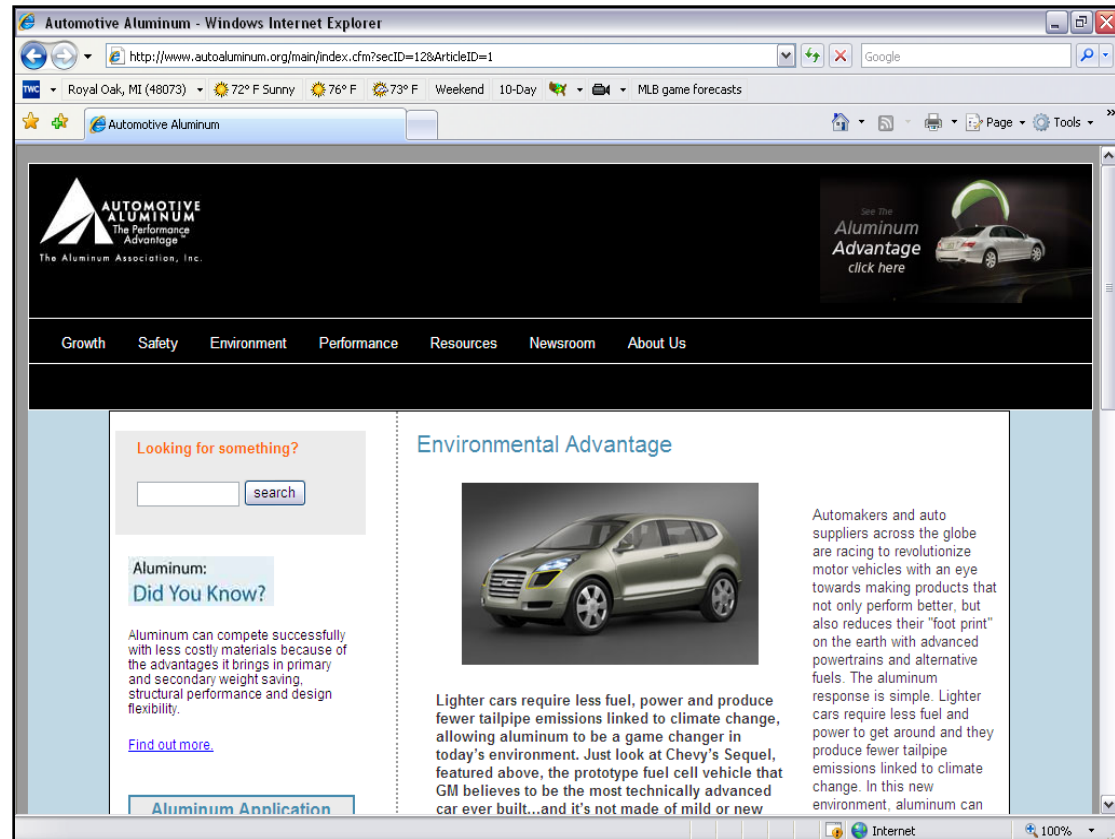 Automotive Aluminum - Windows Internet Explorer
http://www.autoaluminum.org/main/index.cfm?secID=12&ArticleID=1
Google
TWC Royal Oak, MI (48073) 72° F Sunny 76° F 73° F Weekend 10-Day MLB game forecasts
Automotive Aluminum
Page Tools »
AUTOMOTIVE
ALUMINUM
The Performance
Advantage™
The Aluminum Association, Inc.
See The
Aluminum
Advantage
click here
Growth Safety Environment Performance Resources Newsroom About Us
Looking for something?
search
Aluminum:
Did You Know?
Aluminum can compete successfully
with less costly materials because of
the advantages it brings in primary
and secondary weight saving,
structural performance and design
flexibility.
Find out more.
Aluminum Application
Environmental Advantage
Lighter cars require less fuel, power and produce
fewer tailpipe emissions linked to climate change,
allowing aluminum to be a game changer in
today's environment. Just look at Chevy's Sequel,
featured above, the prototype fuel cell vehicle that
GM believes to be the most technically advanced
car ever built...and it's not made of mild or new
Automakers and auto
suppliers across the globe
are racing to revolutionize
motor vehicles with an eye
towards making products that
not only perform better, but
also reduces their "foot print"
on the earth with advanced
powertrains and alternative
fuels. The aluminum
response is simple. Lighter
cars require less fuel and
power to get around and they
produce fewer tailpipe
emissions linked to climate
change. In this new
environment, aluminum can
Internet
100%